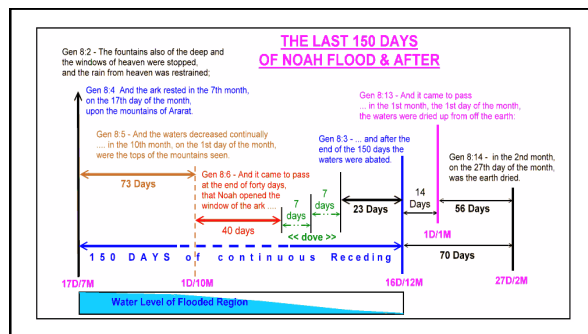 THE LAST 150 DAYS
OF NOAH FLOOD & AFTER
Gen 8:2 - The fountains also of the deep and
the windows of heaven were stopped,
and the rain from heaven was restrained;
Gen 8:4 And the ark rested in the 7th month,
on the 17th day of the month,
upon the mountains of Ararat.
Gen 8:5 - And the waters decreased continually
.... in the 10th month, on the 1st day of the month,
were the tops of the mountains seen.
Gen 8:6 - And it came to pass
at the end of forty days,
that Noah opened the
window of the ark ....
Gen 8:3 - ... and after the
end of the 150 days the
waters were abated.
Gen 8:13 - And it came to pass
... in the 1st month, the 1st day of the month,
the waters were dried up from off the earth:
Gen 8:14 - in the 2nd month,
on the 27th day of the month,
was the earth dried.
73 Days
40 days
7
days
7
days
<< dove >>
23 Days
14
Days
56 Days
1D/1M
70 Days
150 DAYS of continuous Receding
17D/7M
1D/10M
16D/12M
27D/2M
Water Level of Flooded Region